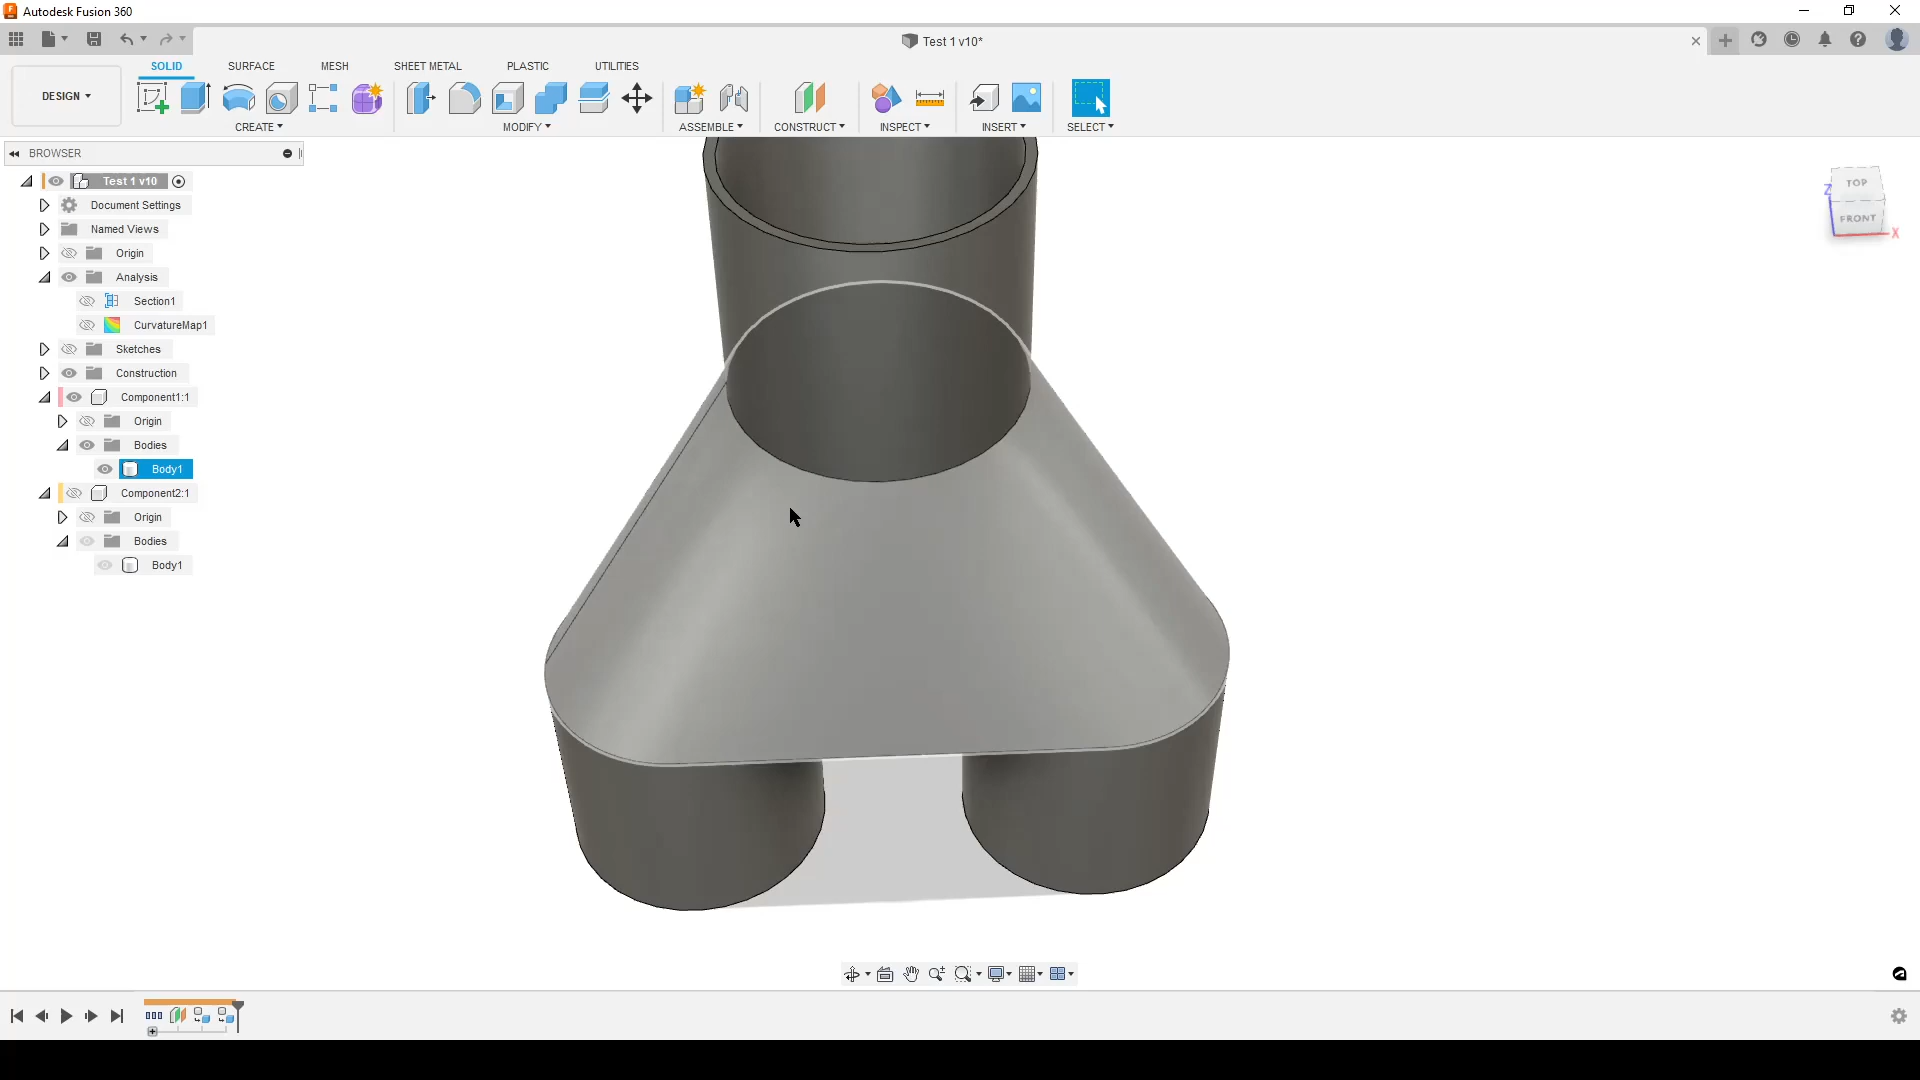 Autodesk Fusion 360
Test 1 v10*
SOLID SURFACE MESH SHEET METAL PLASTIC UTILITIES
DESIGN
CREATE MODIFY ASSEMBLE CONSTRUCT INSPECT INSERT SELECT
BROWSER
Test 1 v10
Document Settings
Named Views
Origin
Analysis
Section1
CurvatureMap1
Sketches
Construction
Component1:1
Origin
Bodies
Body1
Component2:1
Origin
Bodies
Body1
TOP
Z
FRONT
X